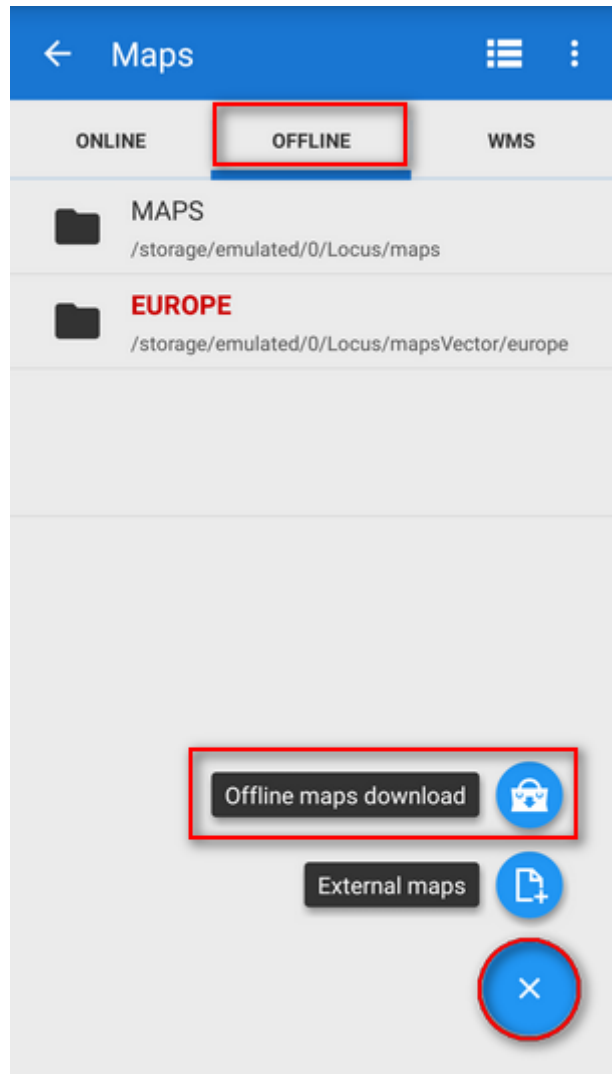 Maps
ONLINE OFFLINE WMS
MAPS
/storage/emulated/0/Locus/maps
EUROPE
/storage/emulated/0/Locus/mapsVector/europe
Offline maps download
External maps